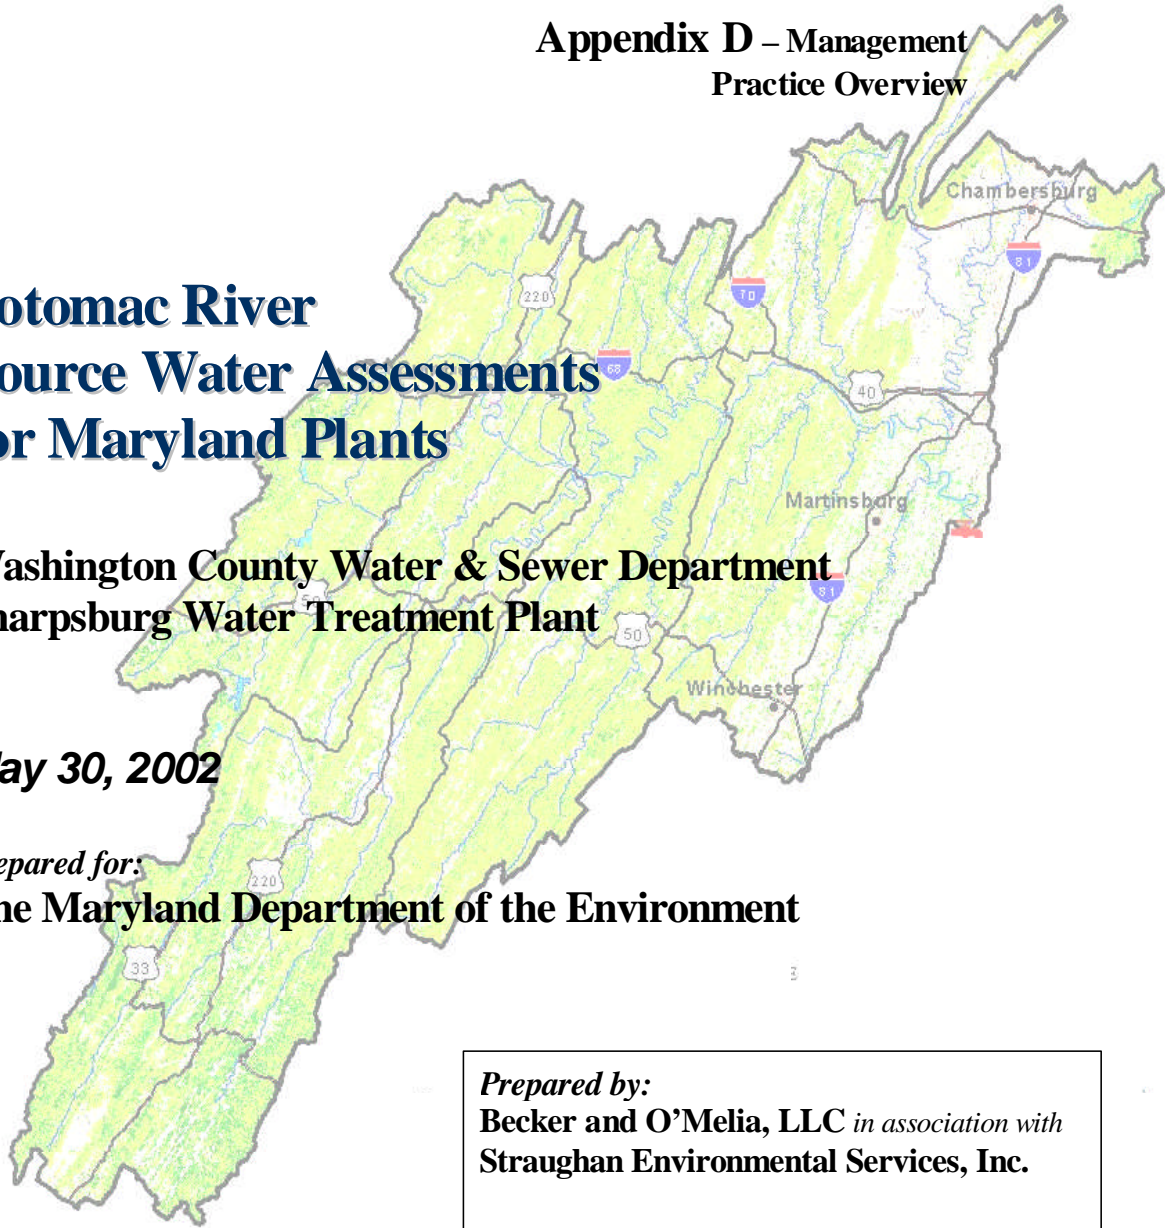 Appendix D – Management
Practice Overview
Chambersburg
81
220
70
otomac River
ource Water Assessments
68
40
or Maryland Plants
Martinsburg
ashington County Water & Sewer Department
81
50
harpsburg Water Treatment Plant
50
Winchester
ay 30, 2002
epared for:
220
he Maryland Department of the Environment
33
Prepared by:
Becker and O’Melia, LLC in association with
Straughan Environmental Services, Inc.